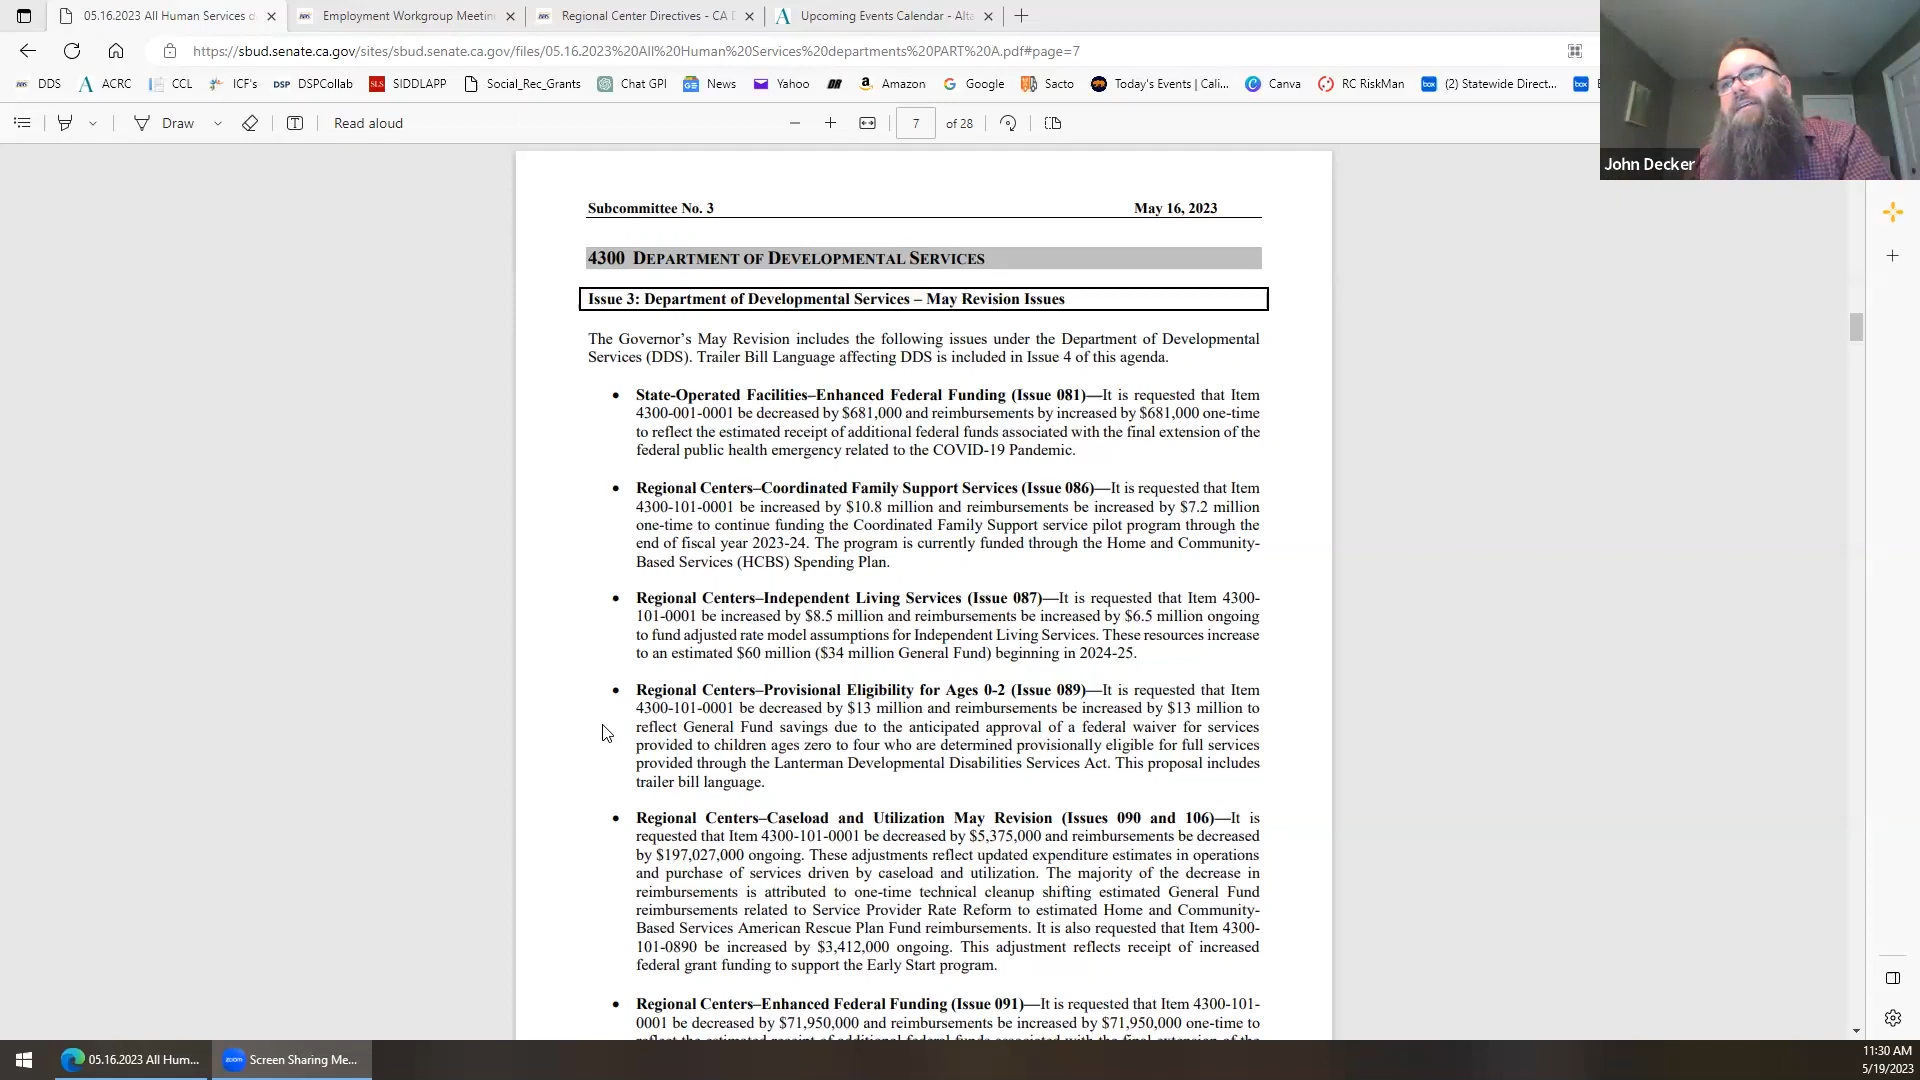 05.16.2023 All Human Services d
Employment Workgroup Meetin
Regional Center Directives - CA D
Upcoming Events Calendar - Alta
https://sbud.senate.ca.gov/sites/sbud.senate.ca.gov/files/05.16.2023%20All%20Human%20Services%20departments%20PART%20A.pdf#page=7
DDS
A ACRC
CCL
ICF's
DSP DSPCollab
SLS SIDDLAPP
Social_Rec_Grants
Chat GPI
News
Yahoo
Amazon
Google
Sacto
Today's Events | Cali...
Canva
RC RiskMan
box (2) Statewide Direct...
box
Draw
Read aloud
7 of 28
John Decker
Subcommittee No. 3 May 16, 2023
4300 DEPARTMENT OF DEVELOPMENTAL SERVICES
Issue 3: Department of Developmental Services – May Revision Issues
The Governor's May Revision includes the following issues under the Department of Developmental
Services (DDS). Trailer Bill Language affecting DDS is included in Issue 4 of this agenda.
• State-Operated Facilities–Enhanced Federal Funding (Issue 081)—It is requested that Item
4300-001-0001 be decreased by $681,000 and reimbursements by increased by $681,000 one-time
to reflect the estimated receipt of additional federal funds associated with the final extension of the
federal public health emergency related to the COVID-19 Pandemic.
• Regional Centers–Coordinated Family Support Services (Issue 086)—It is requested that Item
4300-101-0001 be increased by $10.8 million and reimbursements be increased by $7.2 million
one-time to continue funding the Coordinated Family Support service pilot program through the
end of fiscal year 2023-24. The program is currently funded through the Home and Community-
Based Services (HCBS) Spending Plan.
• Regional Centers–Independent Living Services (Issue 087)—It is requested that Item 4300-
101-0001 be increased by $8.5 million and reimbursements be increased by $6.5 million ongoing
to fund adjusted rate model assumptions for Independent Living Services. These resources increase
to an estimated $60 million ($34 million General Fund) beginning in 2024-25.
• Regional Centers–Provisional Eligibility for Ages 0-2 (Issue 089)—It is requested that Item
4300-101-0001 be decreased by $13 million and reimbursements be increased by $13 million to
reflect General Fund savings due to the anticipated approval of a federal waiver for services
provided to children ages zero to four who are determined provisionally eligible for full services
provided through the Lanterman Developmental Disabilities Services Act. This proposal includes
trailer bill language.
• Regional Centers–Caseload and Utilization May Revision (Issues 090 and 106)—It is
requested that Item 4300-101-0001 be decreased by $5,375,000 and reimbursements be decreased
by $197,027,000 ongoing. These adjustments reflect updated expenditure estimates in operations
and purchase of services driven by caseload and utilization. The majority of the decrease in
reimbursements is attributed to one-time technical cleanup shifting estimated General Fund
reimbursements related to Service Provider Rate Reform to estimated Home and Community-
Based Services American Rescue Plan Fund reimbursements. It is also requested that Item 4300-
101-0890 be increased by $3,412,000 ongoing. This adjustment reflects receipt of increased
federal grant funding to support the Early Start program.
• Regional Centers–Enhanced Federal Funding (Issue 091)—It is requested that Item 4300-101-
0001 be decreased by $71,950,000 and reimbursements be increased by $71,950,000 one-time to
reflect the estimated receipt of additional federal funds associated with the final extension of the
05.16.2023 All Hum...
zoom Screen Sharing Me...
11:30 AM
5/19/2023